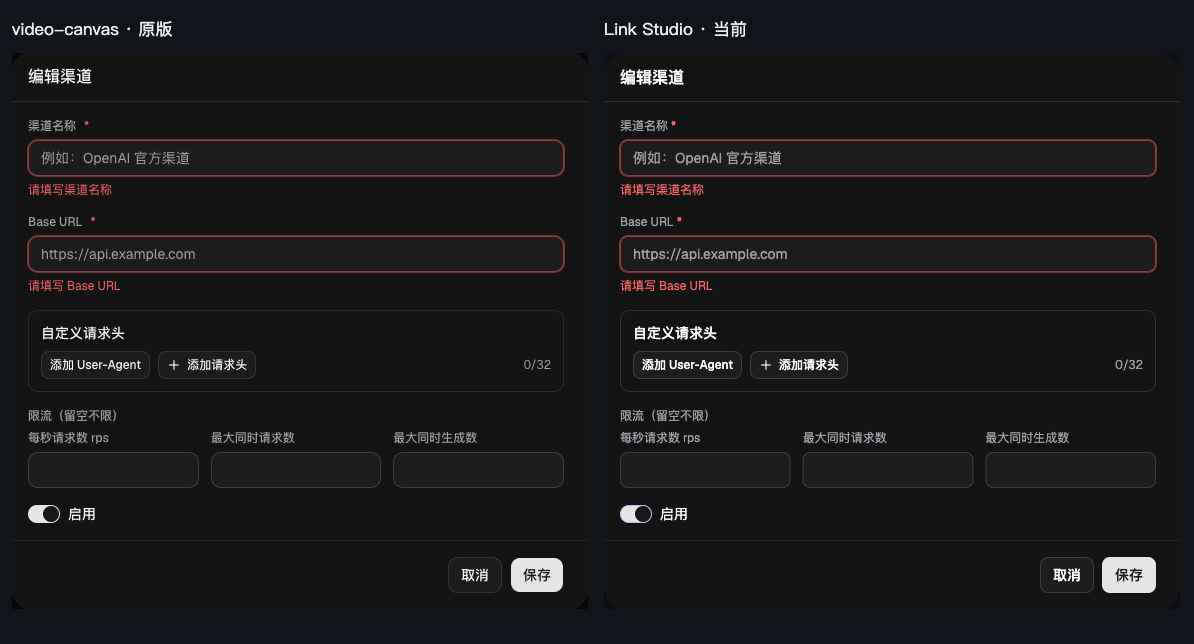 video-canvas · 原版
编辑渠道
渠道名称 *
例如：OpenAI 官方渠道
请填写渠道名称
Base URL *
https://api.example.com
请填写 Base URL
自定义请求头
添加 User-Agent
+ 添加请求头
0/32
限流（留空不限）
每秒请求数 rps
最大同时请求数
最大同时生成数
启用
取消
保存
Link Studio · 当前
编辑渠道
渠道名称 *
例如：OpenAI 官方渠道
请填写渠道名称
Base URL *
https://api.example.com
请填写 Base URL
自定义请求头
添加 User-Agent
+ 添加请求头
0/32
限流（留空不限）
每秒请求数 rps
最大同时请求数
最大同时生成数
启用
取消
保存